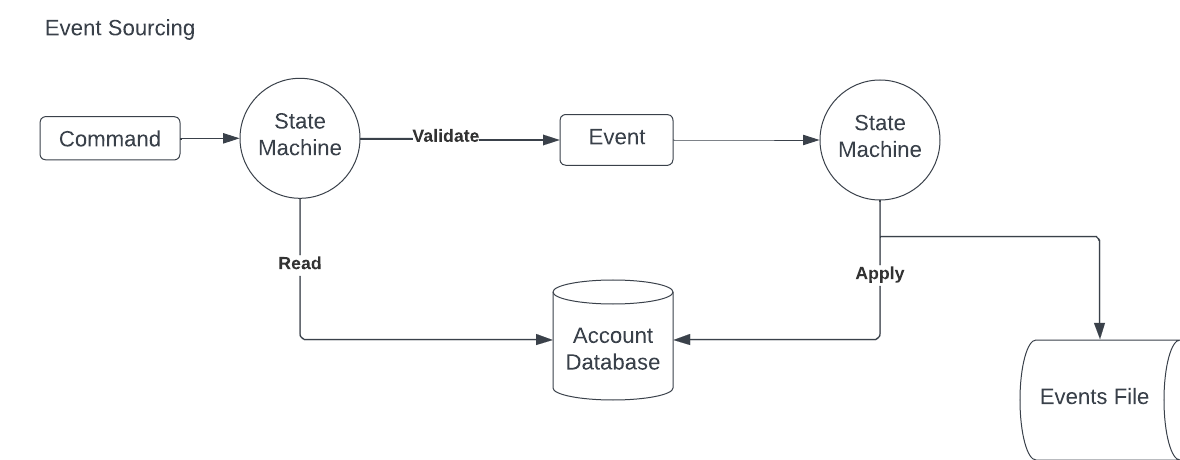 Event Sourcing
Command
State
Machine
Validate
Event
State
Machine
Read
Apply
Account
Database
Events File